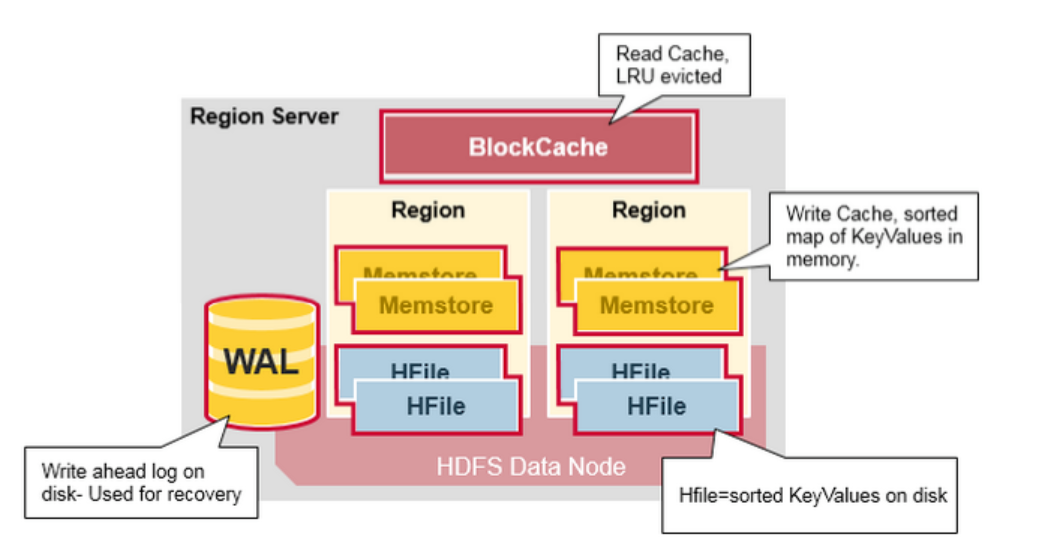 Read Cache,
LRU evicted
Region Server
BlockCache
Region
Region
Write Cache, sorted
map of KeyValues in
memory.
Memstore
Memstore
Memstore
Memstore
WAL
HFile
HFile
HFile
HFile
Write ahead log on
disk- Used for recovery
HDFS Data Node
Hfile=sorted KeyValues on disk